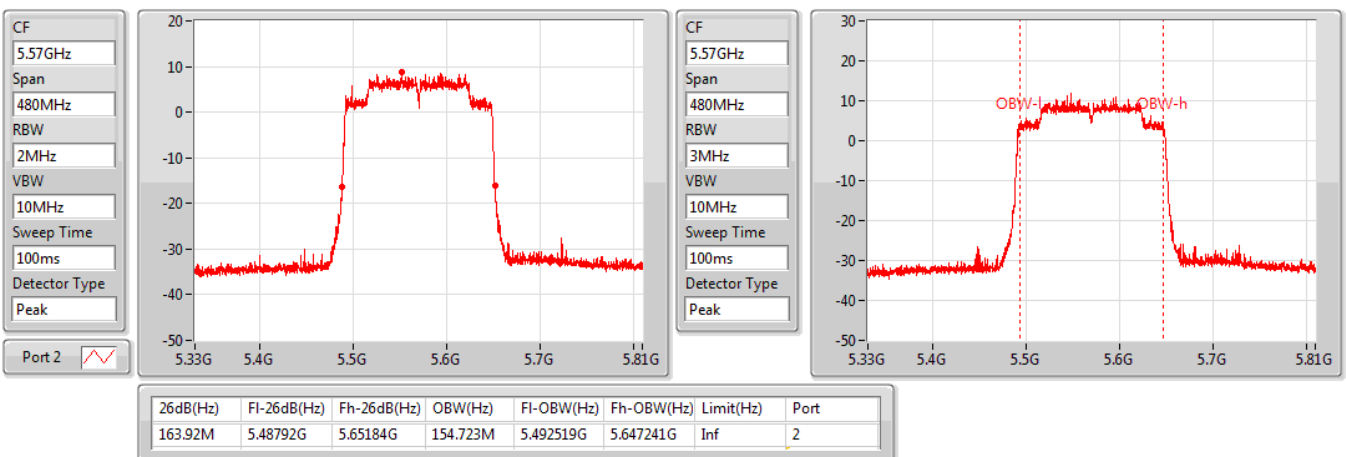 CF
5.57GHz
Span
480MHz
RBW
2MHz
VBW
10MHz
Sweep Time
100ms
Detector Type
Peak
Port 2
20
10
0
-10
-20
-30
-40
-50
5.33G 5.4G 5.5G 5.6G 5.7G 5.81G
CF
5.57GHz
Span
480MHz
RBW
3MHz
VBW
10MHz
Sweep Time
100ms
Detector Type
Peak
30
20
10
0
-10
-20
-30
-40
-50
OBW-l OBW-h
5.33G 5.4G 5.5G 5.6G 5.7G 5.81G
26dB(Hz) Fl-26dB(Hz) Fh-26dB(Hz) OBW(Hz) Fl-OBW(Hz) Fh-OBW(Hz) Limit(Hz) Port
163.92M 5.48792G 5.65184G 154.723M 5.492519G 5.647241G Inf 2